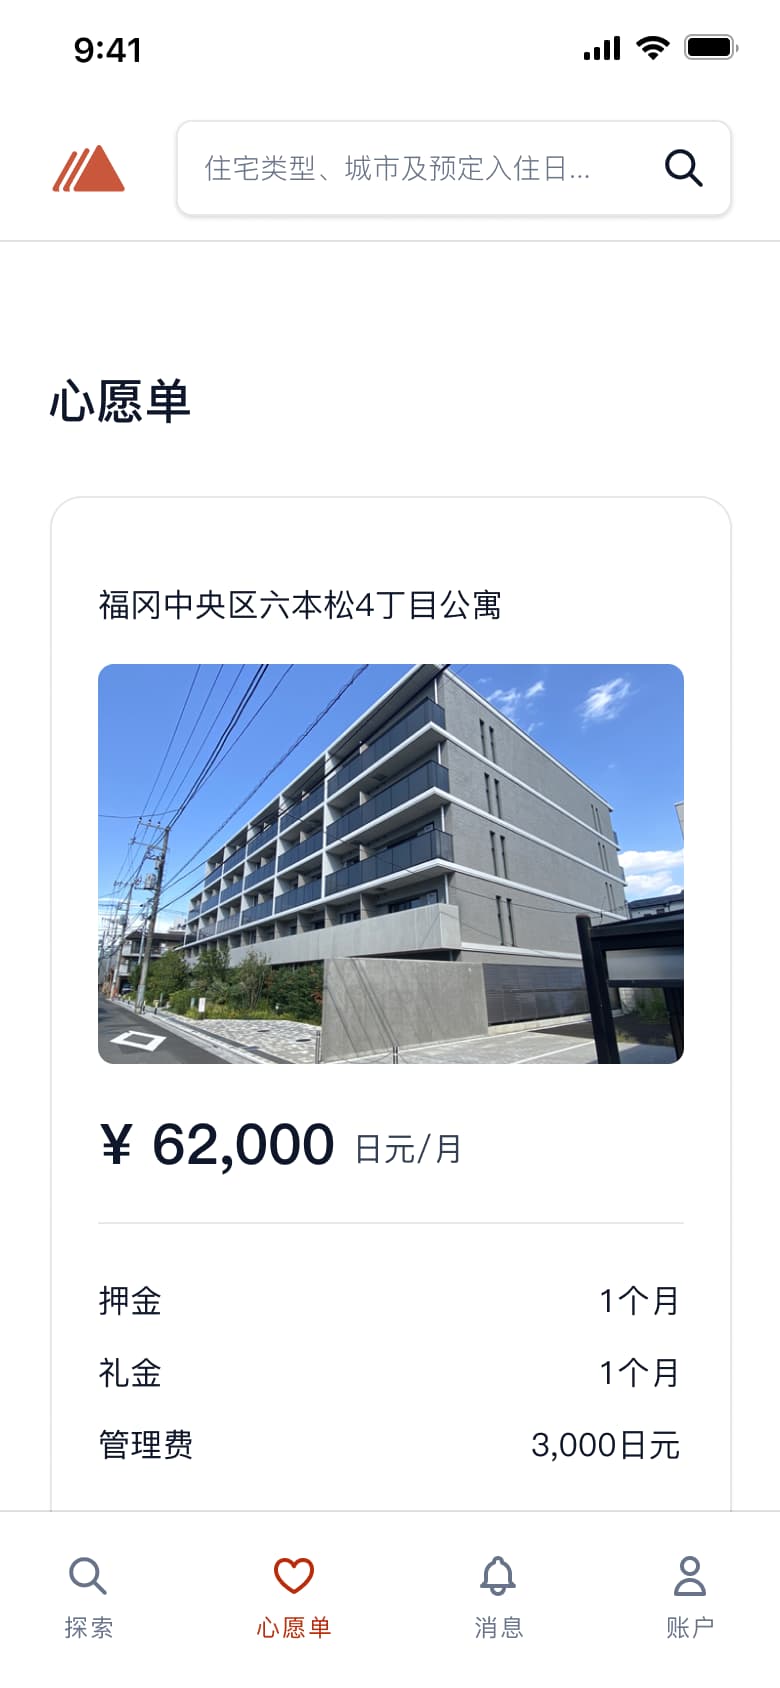 9:41
住宅类型、城市及预定入住日...
心愿单
福冈中央区六本松4丁目公寓
¥ 62,000 日元/月
押金 1个月
礼金 1个月
管理费 3,000日元
探索 心愿单 消息 账户